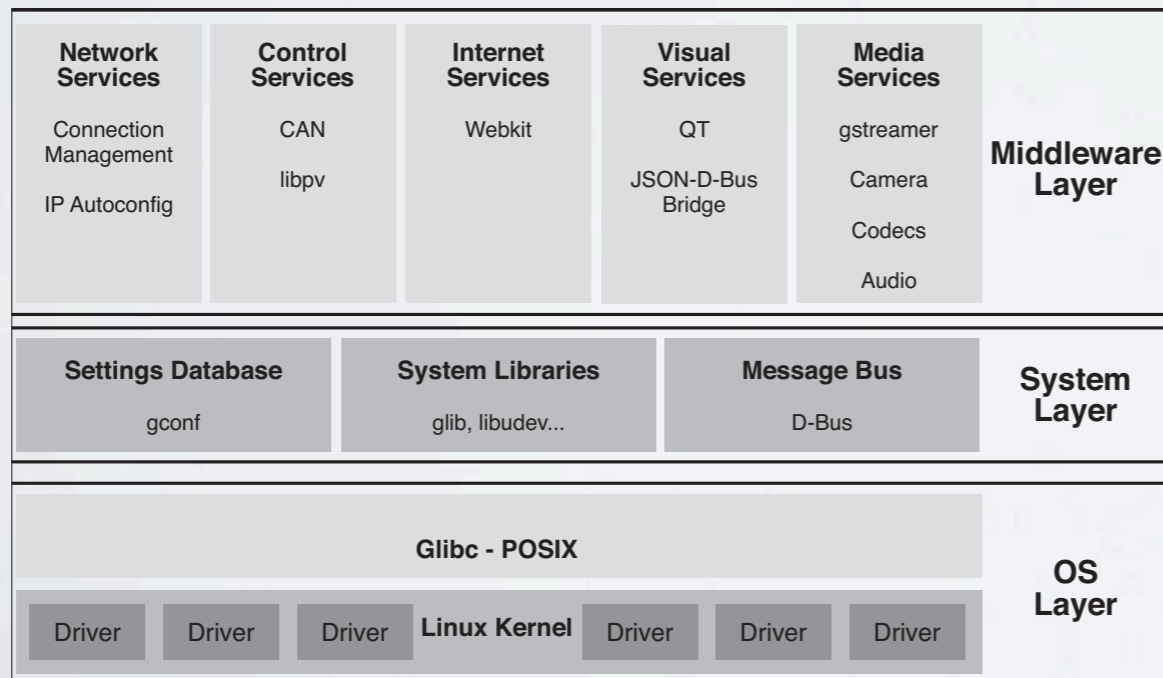 Network
Services
Connection
Management
IP Autoconfig
Control
Services
CAN
libpv
Internet
Services
Webkit
Visual
Services
QT
JSON-D-Bus
Bridge
Media
Services
gstreamer
Camera
Codecs
Audio
Middleware
Layer
Settings Database
gconf
System Libraries
glib, libudev...
Message Bus
D-Bus
System
Layer
Glibc - POSIX
OS
Layer
Driver
Driver
Driver
Linux Kernel
Driver
Driver
Driver